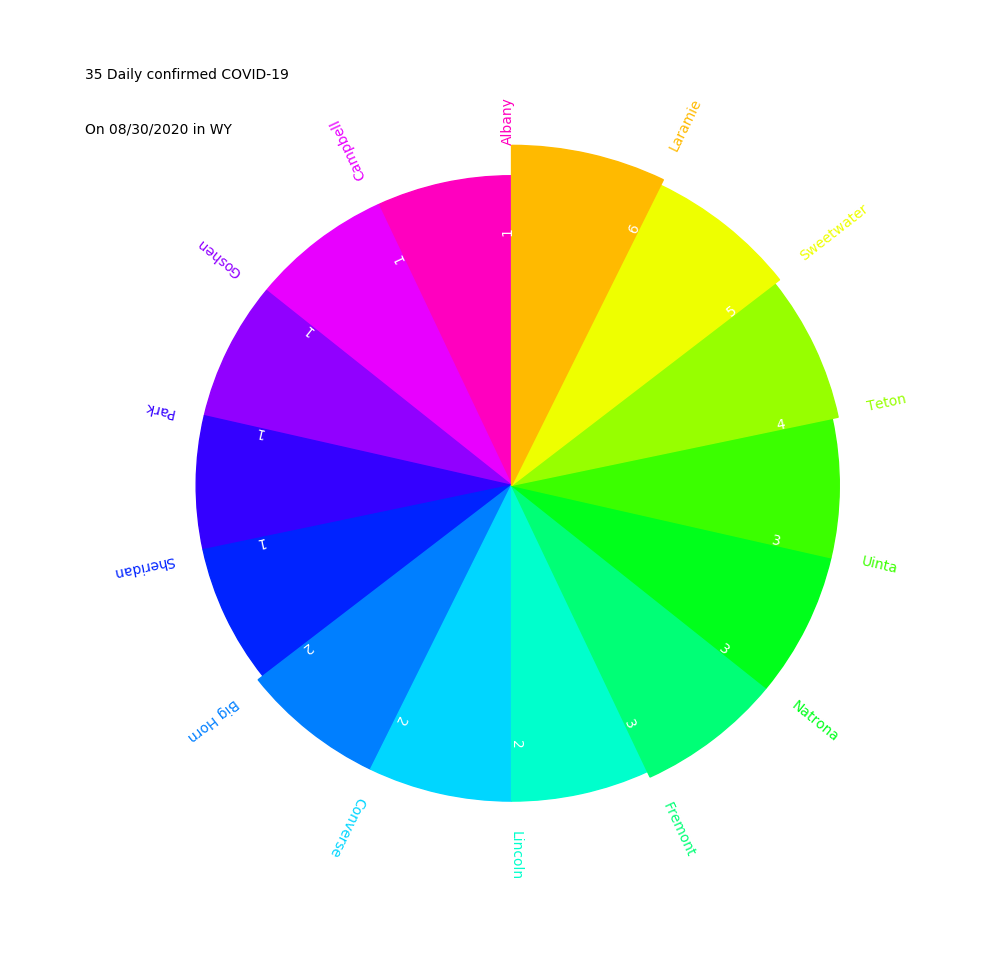 35 Daily confirmed COVID-19
On 08/30/2020 in WY
Laramie
6
Sweetwater
5
Teton
4
Uinta
3
Natrona
3
Fremont
3
Lincoln
2
Converse
2
Big Horn
2
Sheridan
1
Park
1
Goshen
1
Campbell
1
Albany
1